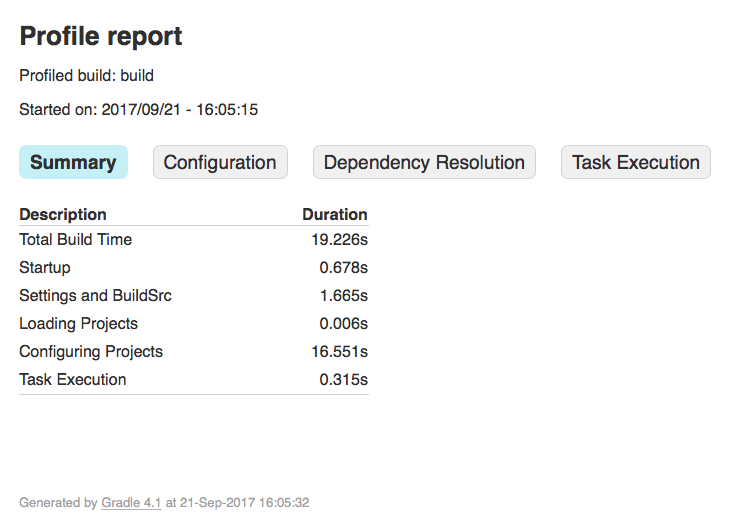 Profile report
Profiled build: build
Started on: 2017/09/21 - 16:05:15
Summary Configuration Dependency Resolution Task Execution
Description Duration
Total Build Time 19.226s
Startup 0.678s
Settings and BuildSrc 1.665s
Loading Projects 0.006s
Configuring Projects 16.551s
Task Execution 0.315s
Generated by Gradle 4.1 at 21-Sep-2017 16:05:32